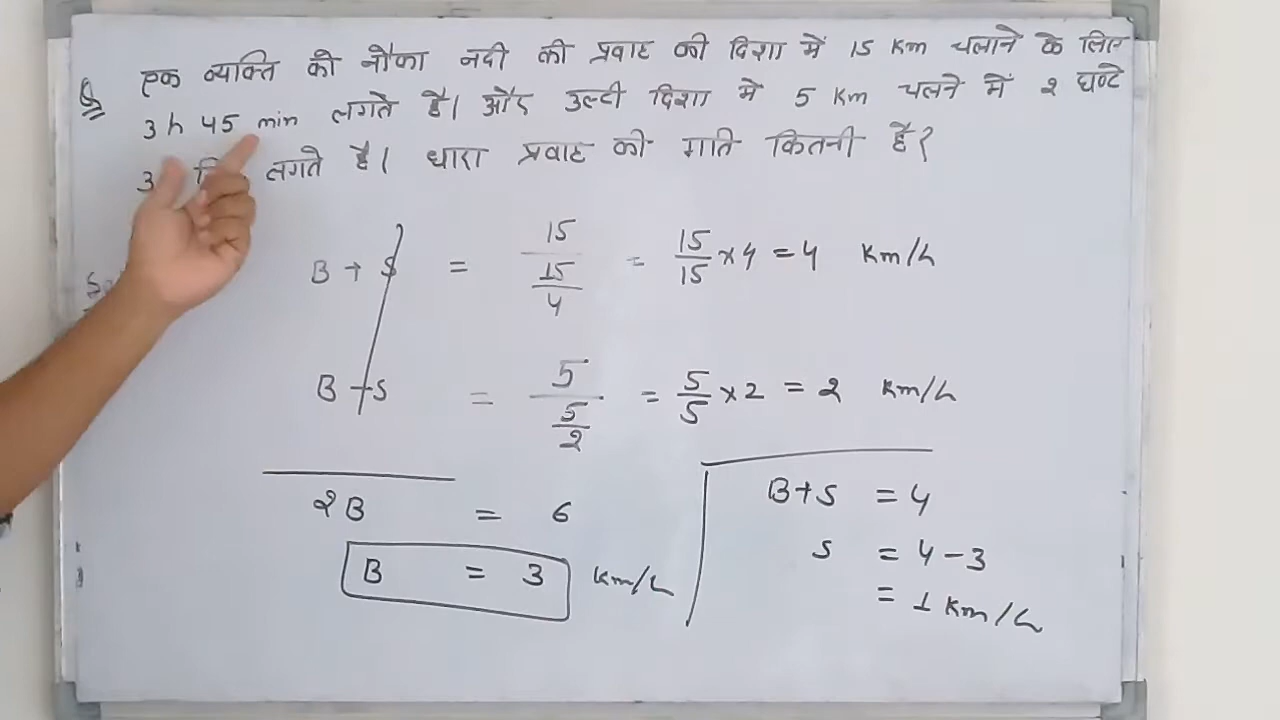 Q एक व्यक्ति को नौका नदी की प्रवाह की दिशा में 15 Km चलाने के लिए
3 h 45 min लगते है। और उल्टी दिशा मे 5 Km चलने में 2 घण्टे
3 लगते है। धारा प्रवाह की गति कितनी है?
B + S = 15 / 15/4 = 15/15 × 4 = 4 Km/h
B + S = 5 / 5/2 = 5/5 × 2 = 2 Km/h
2B = 6
B = 3 Km/h
B+S = 4
S = 4 - 3
= 1 Km/h